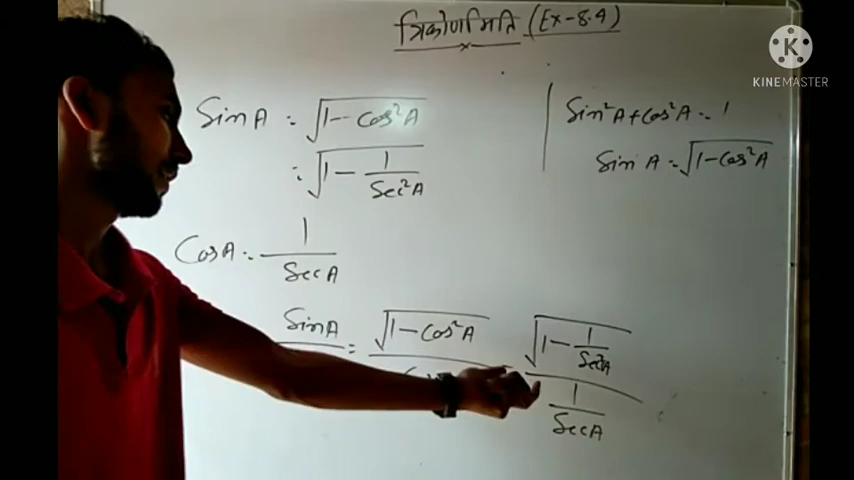 त्रिकोणमिति (Ex-8.4)
K
KINEMASTER
Sin A = √1-Cos²A
= √1 - 1/Sec²A
Sin²A + Cos²A = 1
Sin A = √1-Cos²A
Cos A = 1/Sec A
Sin A = √1-Cos²A √1 - 1/Sec²A
1/Sec A